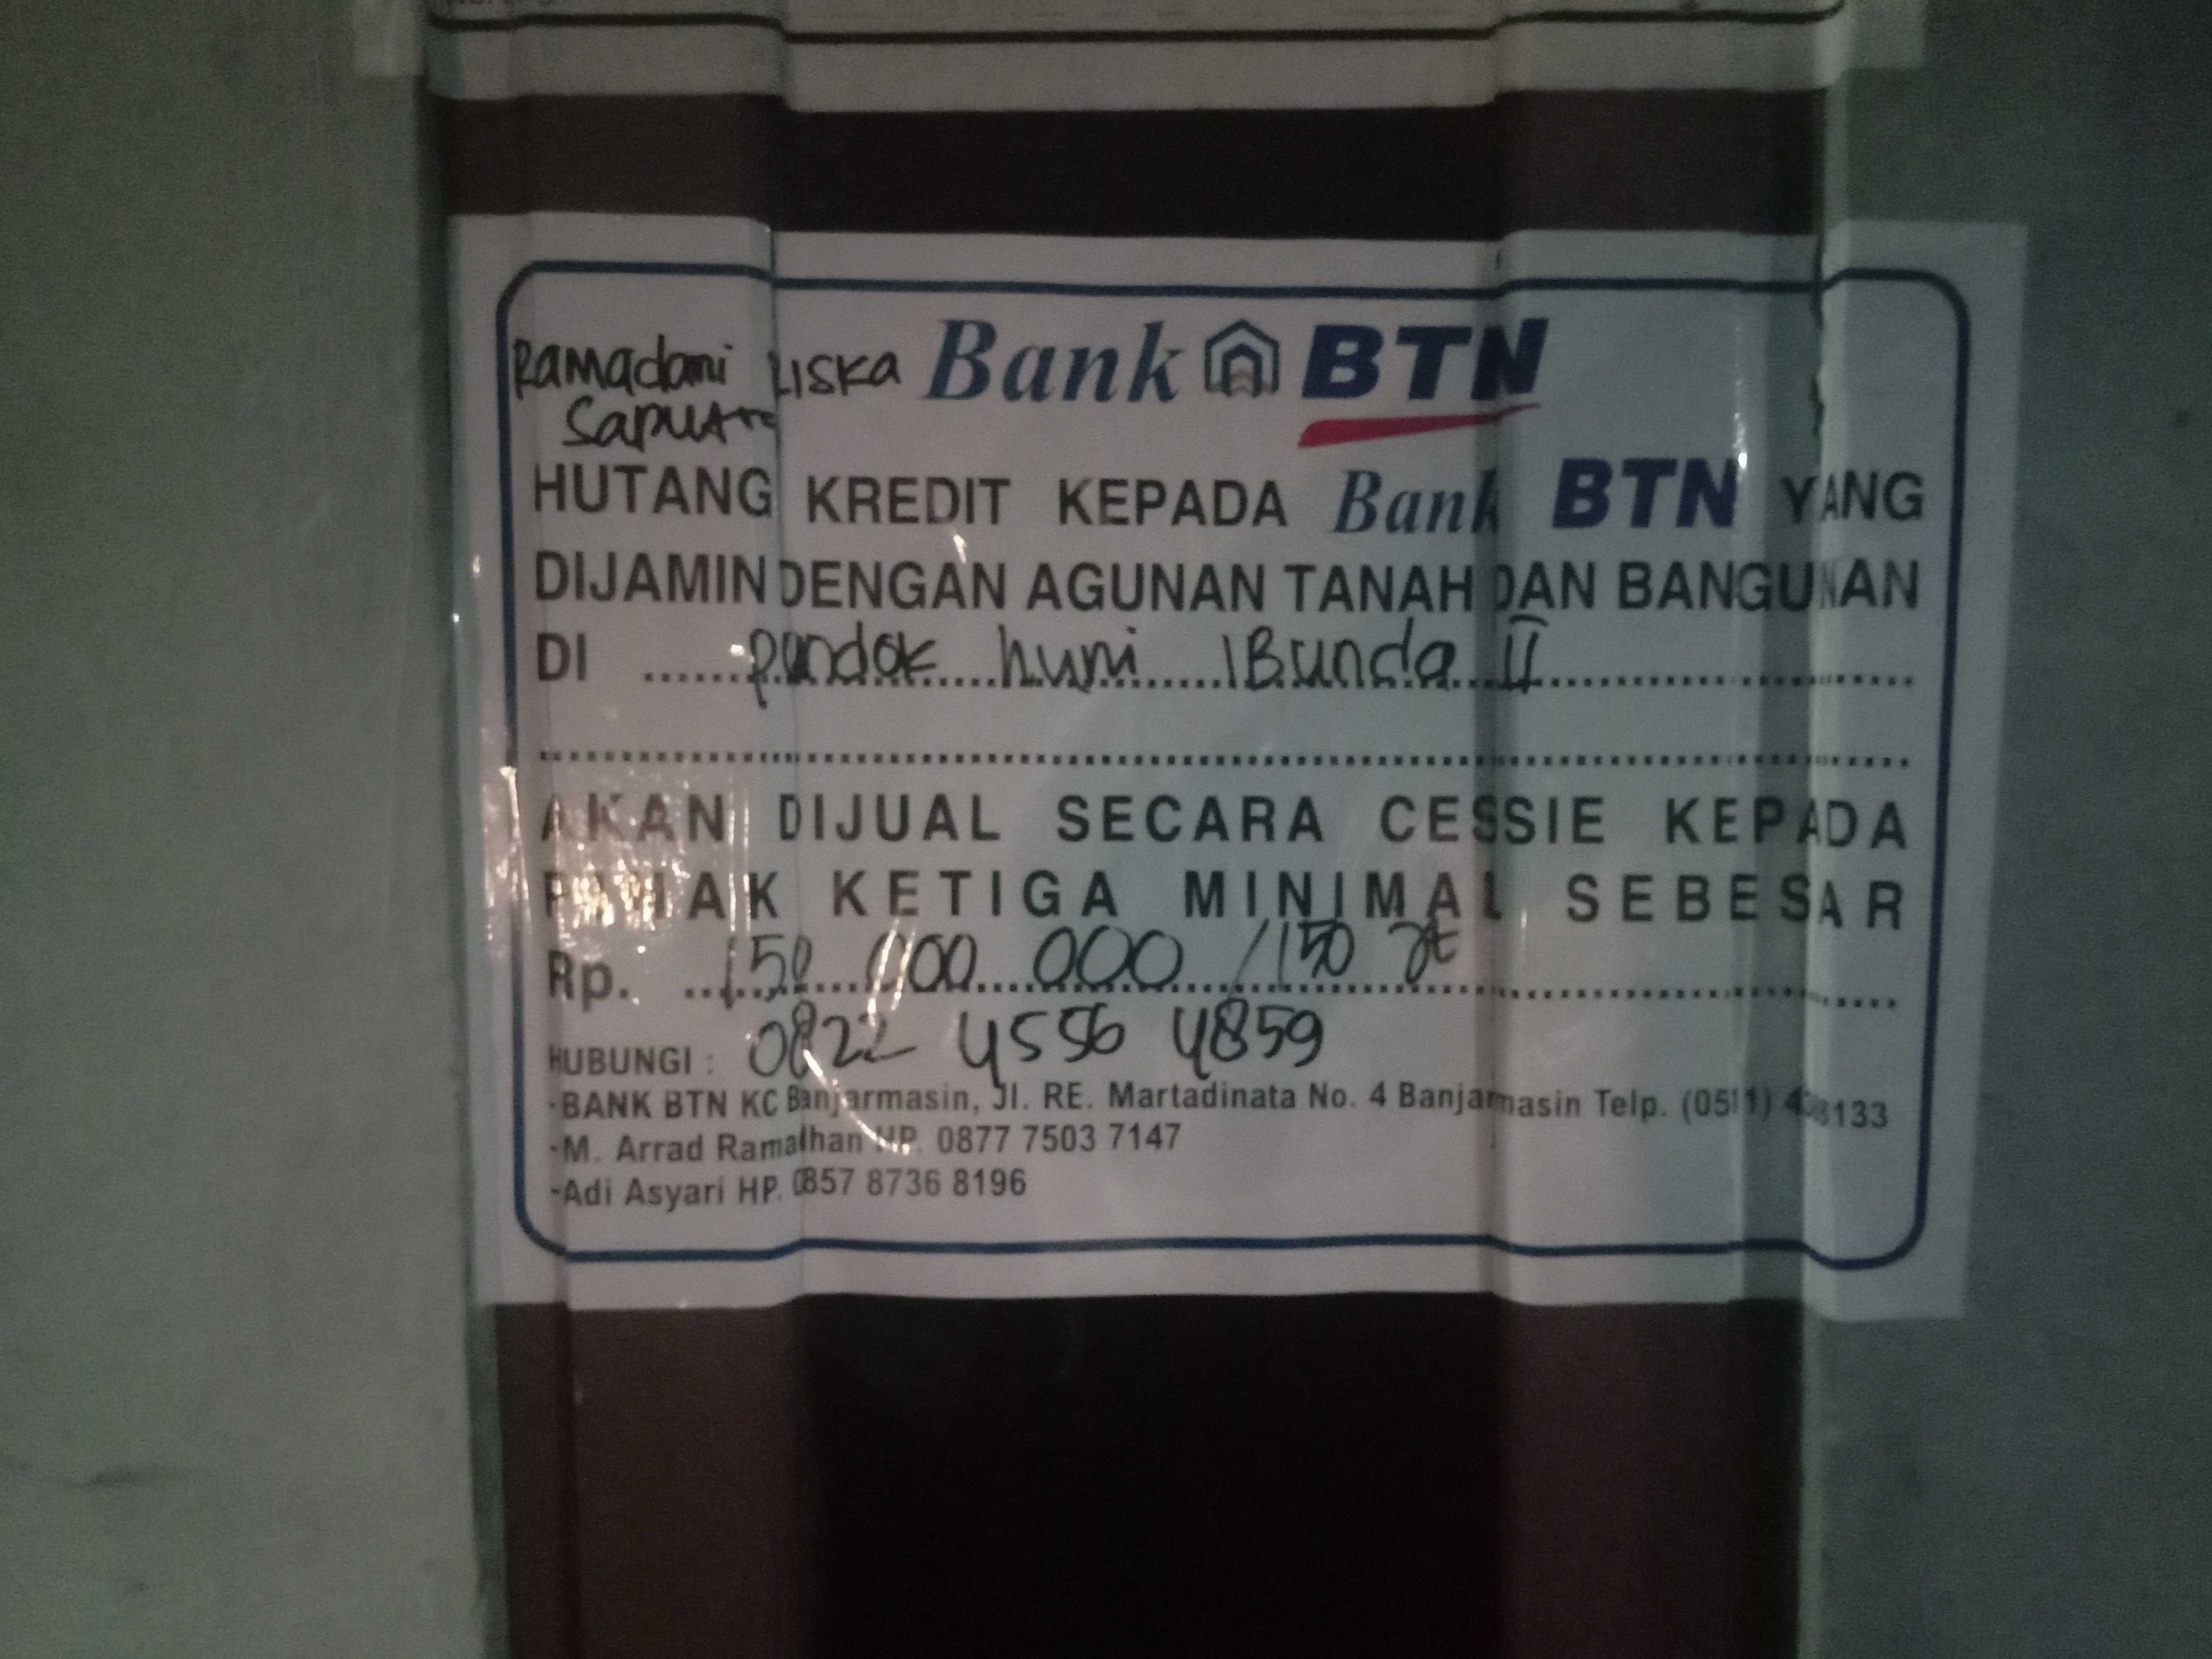 Ramadani Riska Bank BTN
Saputra
HUTANG KREDIT KEPADA Bank BTN YANG
DIJAMIN DENGAN AGUNAN TANAH DAN BANGUNAN
DI pondok huni IBunda II
AKAN DIJUAL SECARA CESSIE KEPADA
PIHAK KETIGA MINIMAL SEBESAR
Rp. 150 000 000 / 150 Jt
HUBUNGI : 0822 4556 4859
-BANK BTN KC Banjarmasin, Jl. RE. Martadinata No. 4 Banjarmasin Telp. (0511)
-M. Arrad Ramadhan HP. 0877 7503 7147
-Adi Asyari HP. 0857 8736 8196